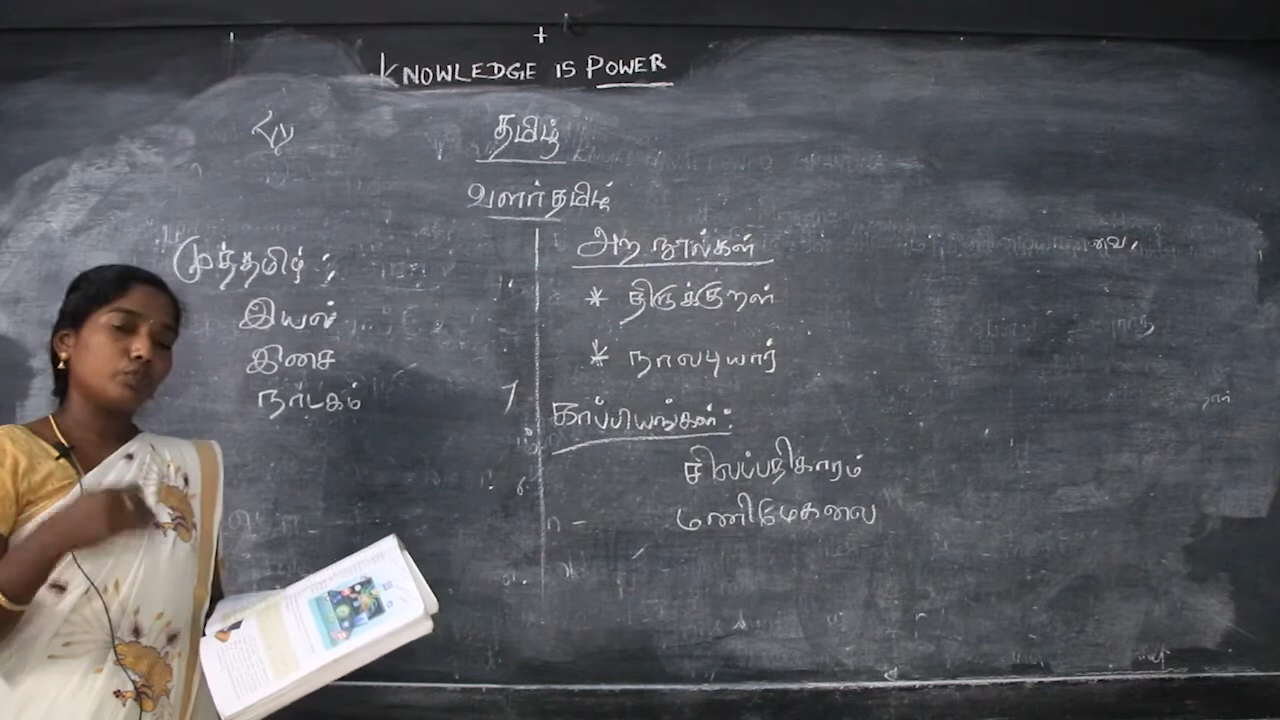 KNOWLEDGE IS POWER
தமிழ்
வளர்தமிழ்
முத்தமிழ் :
இயல்
இசை
நாடகம்
அற நூல்கள்
* திருக்குறள்
* நாலடியார்
காப்பியங்கள் :
சிலப்பதிகாரம்
மணிமேகலை